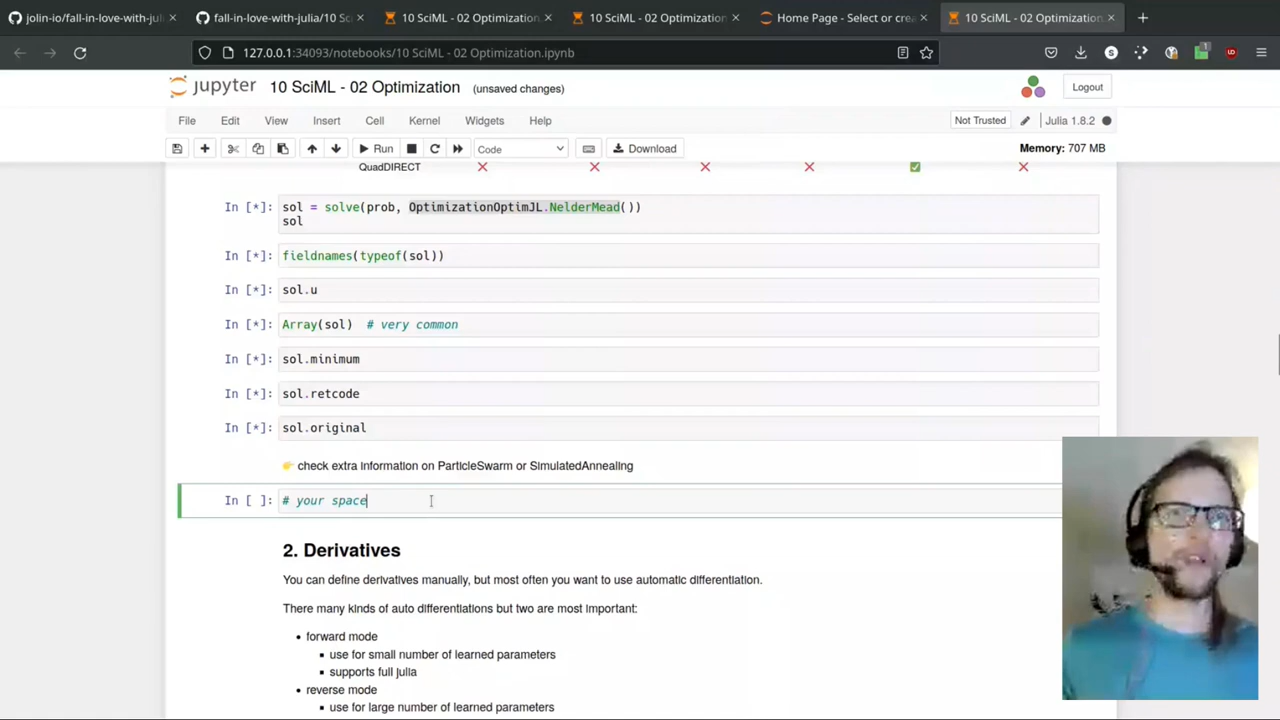 jolin-io/fall-in-love-with-juli
fall-in-love-with-julia/10 Sc
10 SciML - 02 Optimization.
10 SciML - 02 Optimization
Home Page - Select or crea
10 SciML - 02 Optimization.
127.0.0.1:34093/notebooks/10 SciML - 02 Optimization.ipynb
jupyter 10 SciML - 02 Optimization (unsaved changes)
Logout
File Edit View Insert Cell Kernel Widgets Help
Not Trusted Julia 1.8.2
Run Code Download
Memory: 707 MB
QuadDIRECT
In [*]: sol = solve(prob, OptimizationOptimJL.NelderMead())
sol
In [*]: fieldnames(typeof(sol))
In [*]: sol.u
In [*]: Array(sol) # very common
In [*]: sol.minimum
In [*]: sol.retcode
In [*]: sol.original
👉 check extra information on ParticleSwarm or SimulatedAnnealing
In [ ]: # your space
2. Derivatives
You can define derivatives manually, but most often you want to use automatic differentiation.
There many kinds of auto differentiations but two are most important:
• forward mode
▪ use for small number of learned parameters
▪ supports full julia
• reverse mode
▪ use for large number of learned parameters